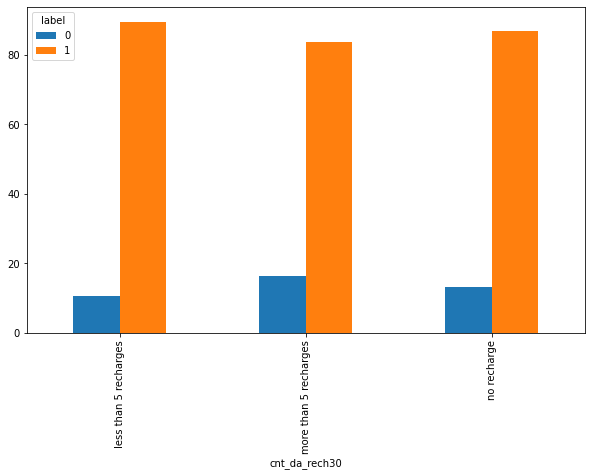 label
0
1
80
60
40
20
0
less than 5 recharges
more than 5 recharges
no recharge
cnt_da_rech30